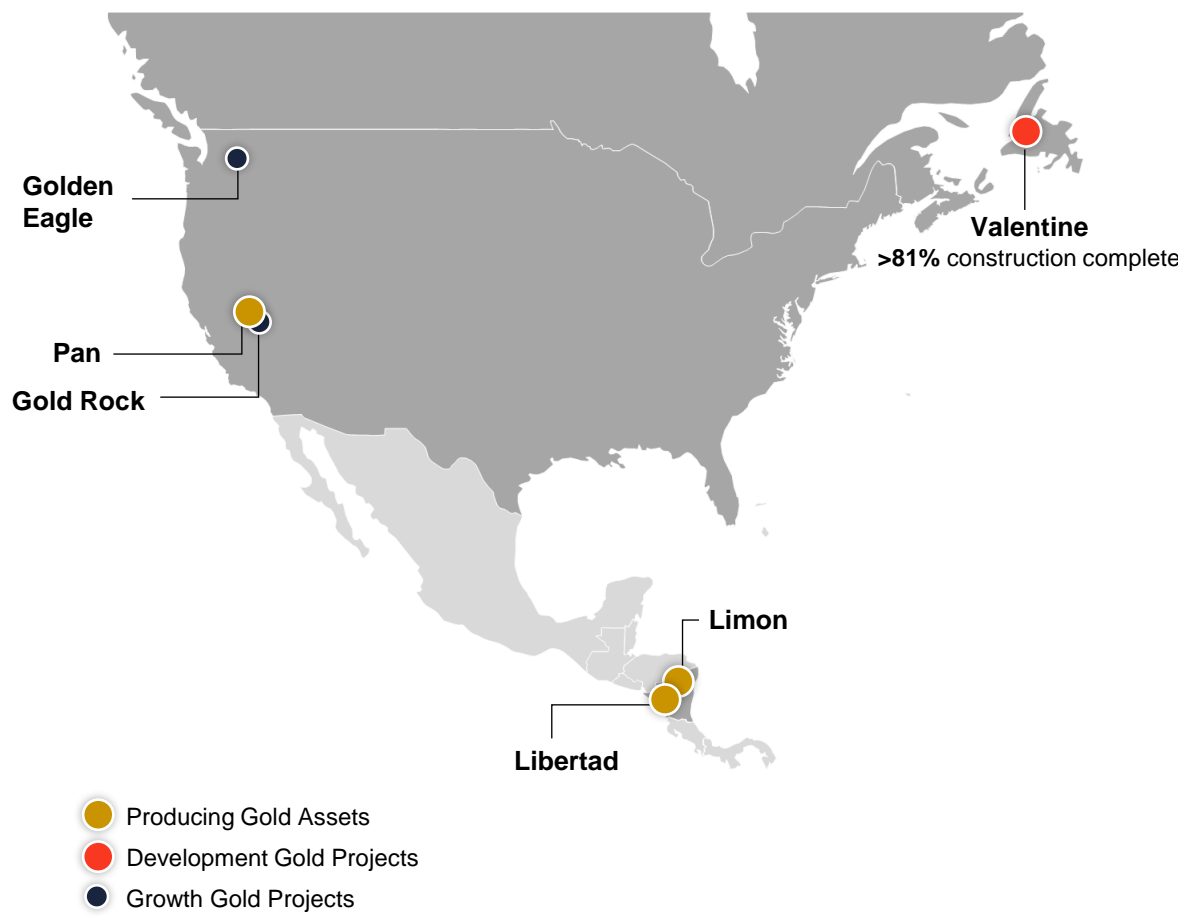 Golden
Eagle
Valentine
>81% construction complete
Pan
Gold Rock
Limon
Libertad
Producing Gold Assets
Development Gold Projects
Growth Gold Projects